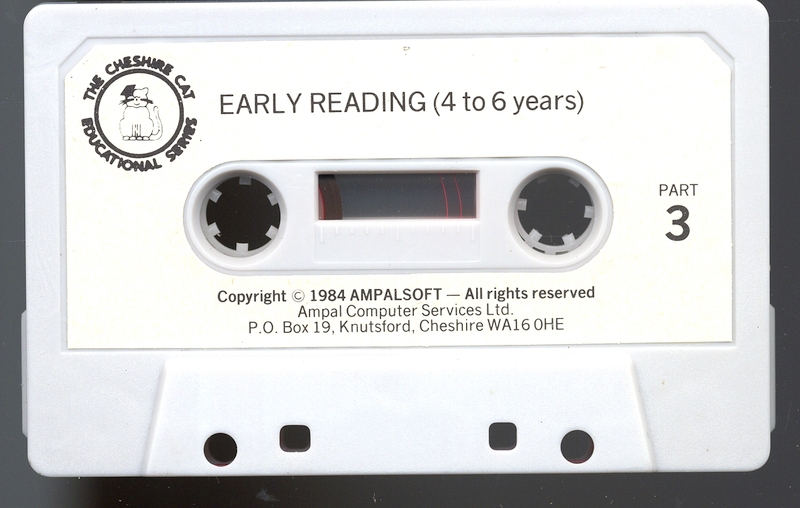 THE CHESHIRE CAT
EDUCATIONAL SERIES
EARLY READING (4 to 6 years)
PART
3
Copyright © 1984 AMPALSOFT — All rights reserved
Ampal Computer Services Ltd.
P.O. Box 19, Knutsford, Cheshire WA16 0HE